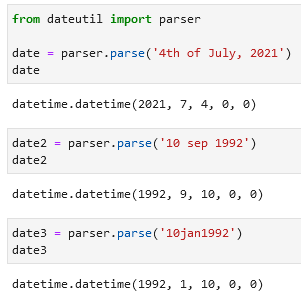 from dateutil import parser
date = parser.parse('4th of July, 2021')
date
datetime.datetime(2021, 7, 4, 0, 0)
date2 = parser.parse('10 sep 1992')
date2
datetime.datetime(1992, 9, 10, 0, 0)
date3 = parser.parse('10jan1992')
date3
datetime.datetime(1992, 1, 10, 0, 0)